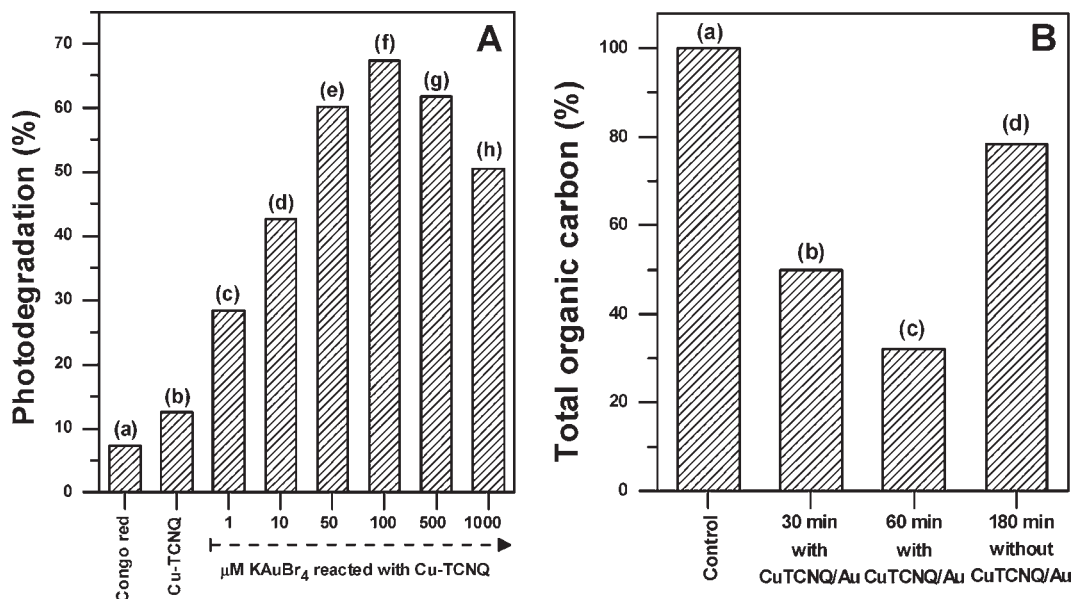 A
Photodegradation (%)
70
60
50
40
30
20
10
0
(a)
(b)
(c)
(d)
(e)
(f)
(g)
(h)
Congo red
Cu-TCNQ
1 10 50 100 500 1000
μM KAuBr4 reacted with Cu-TCNQ
B
Total organic carbon (%)
100
80
60
40
20
0
(a)
(b)
(c)
(d)
Control
30 min
with
CuTCNQ/Au
60 min
with
CuTCNQ/Au
180 min
without
CuTCNQ/Au